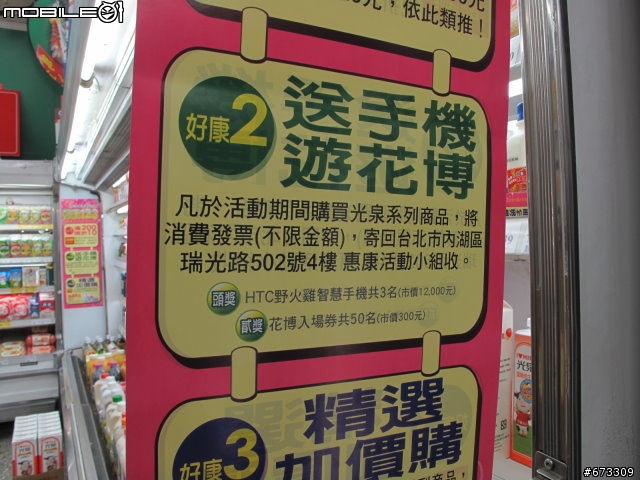 mobile01
元，依此類推！
好康2
送手機
遊花博
凡於活動期間購買光泉系列商品，將
消費發票(不限金額)，寄回台北市內湖區
瑞光路502號4樓 惠康活動小組收。
頭獎 HTC野火雞智慧手機共3名(市價12,000元)
貳獎 花博入場券共50名(市價300元)
好康3
精選
加價購
#673309